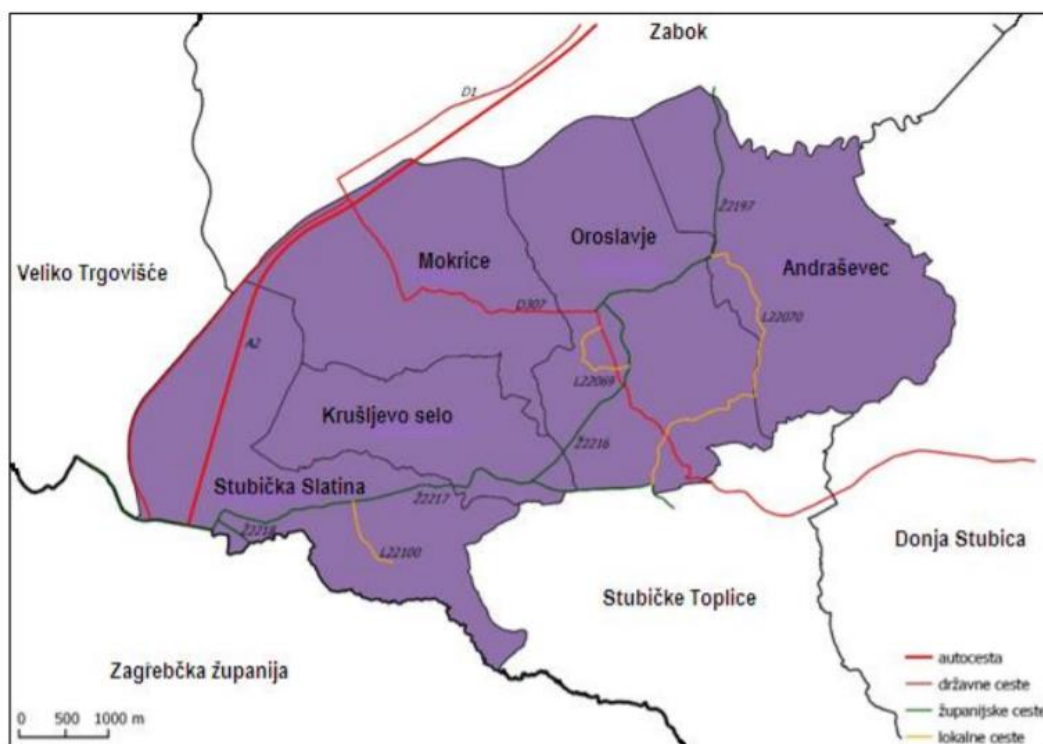 Zabok
D1
Ž2197
Oroslavje
Mokrice
Andraševec
Veliko Trgovišće
D307
L22070
A2
L22069
Krušljevo selo
Ž2216
Stubička Slatina
Ž2217
Ž2218
L22100
Donja Stubica
Stubičke Toplice
Zagrebčka županija
autocesta
državne ceste
županijske ceste
lokalne ceste
0 500 1000 m